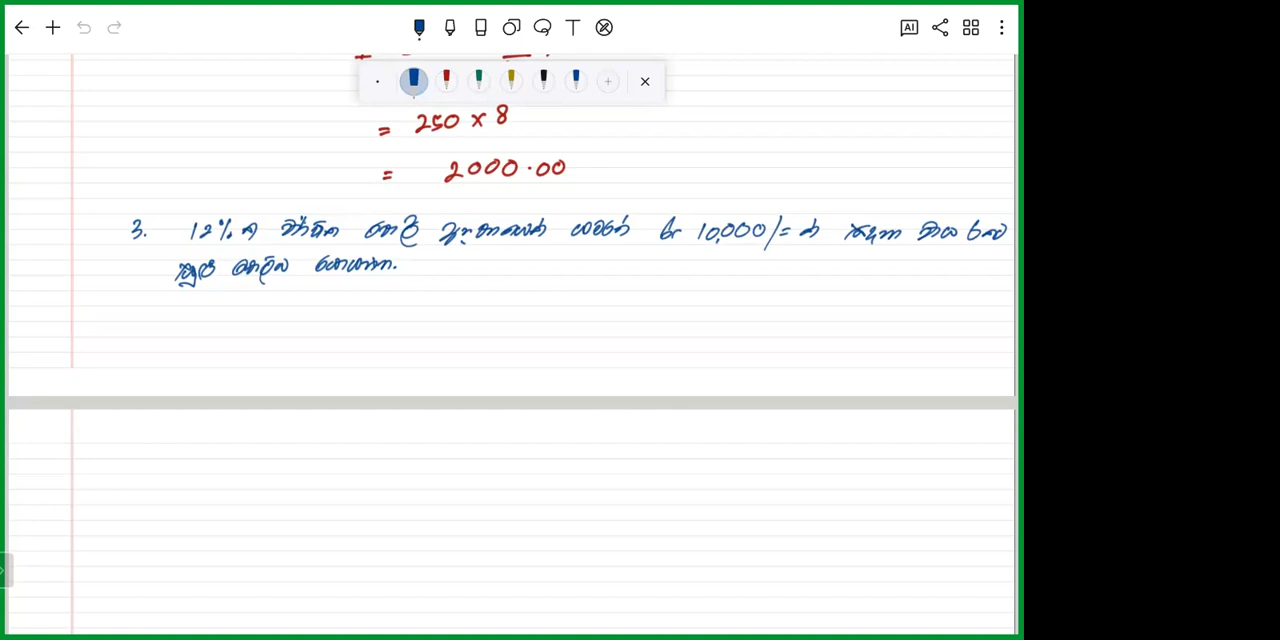 = 250 × 8
= 2000.00
3. 12% ක වාර්ෂික පොලී අනුපාතයක් යටතේ රු 10,000/= ක් සඳහා මාස
පොලිය සොයන්න.